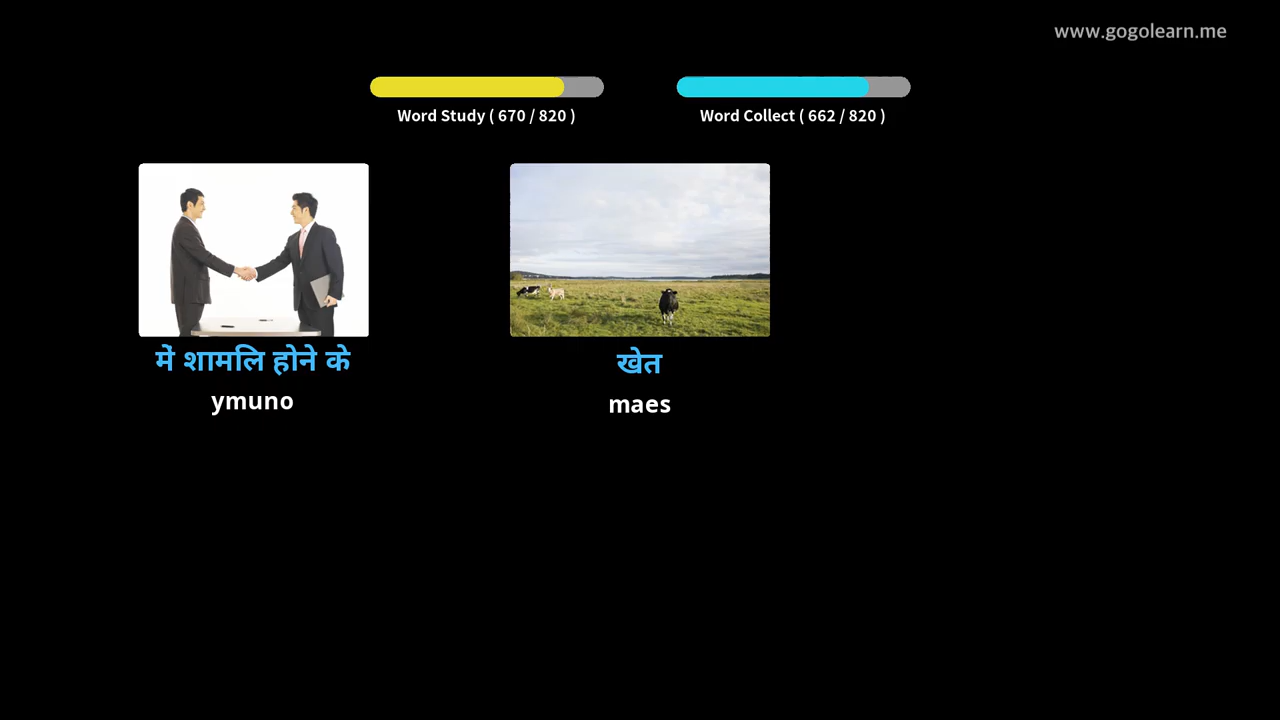 www.gogolearn.me
Word Study ( 670 / 820 )
Word Collect ( 662 / 820 )
में शामलि होने के
ymuno
खेत
maes